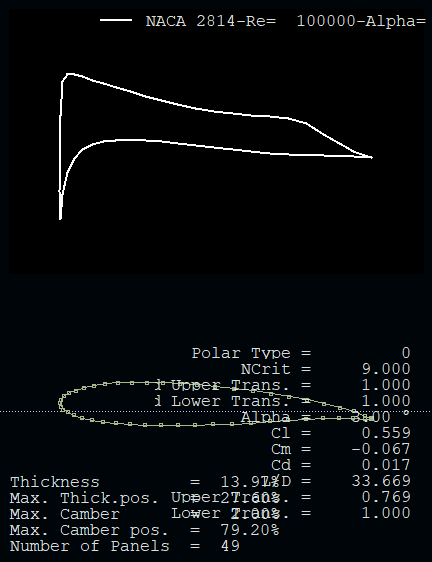 NACA 2814-Re=  100000-Alpha=
Polar Type = 0
NCrit = 9.000
Upper Trans. = 1.000
Lower Trans. = 1.000
Alpha =
Cl = 0.559
Cm = -0.067
Cd = 0.017
Thickness = 13.97% L/D = 33.669
Max. Thick.pos. = 27.60% Upper Trans. = 0.769
Max. Camber = 2.00% Lower Trans. = 1.000
Max. Camber pos. = 79.20%
Number of Panels = 49